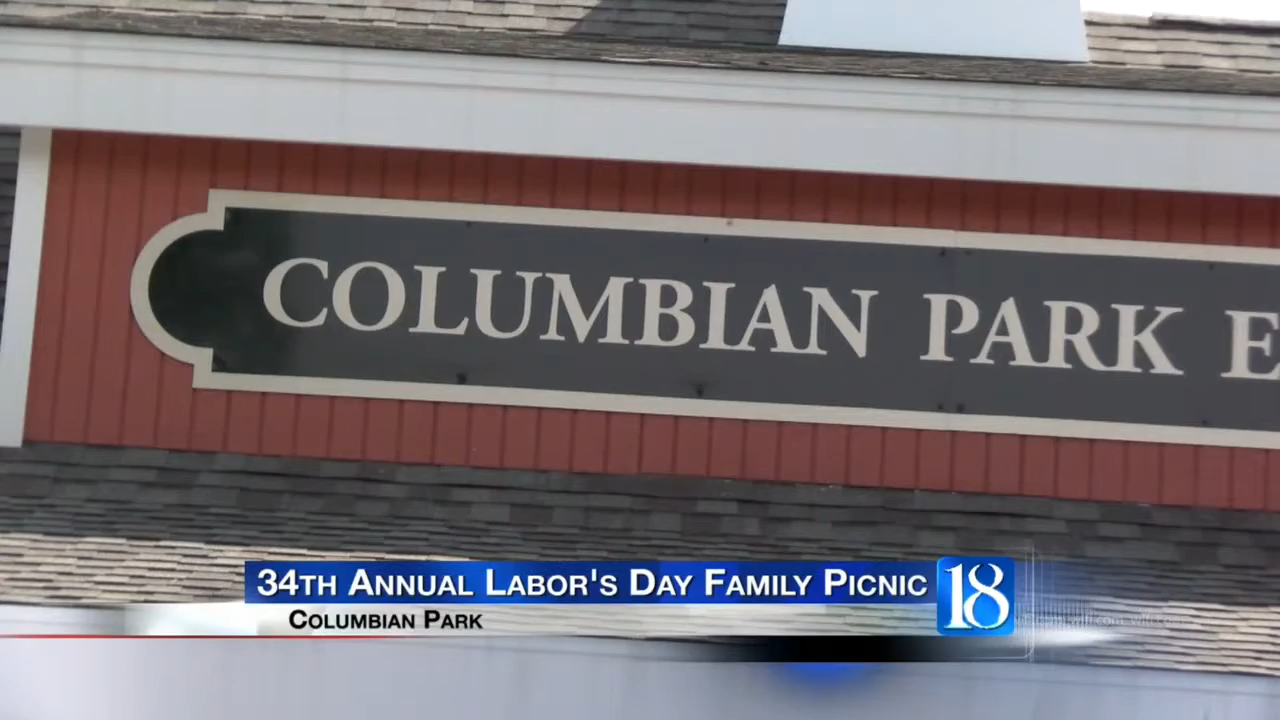 COLUMBIAN PARK E
34TH ANNUAL LABOR'S DAY FAMILY PICNIC
18
COLUMBIAN PARK